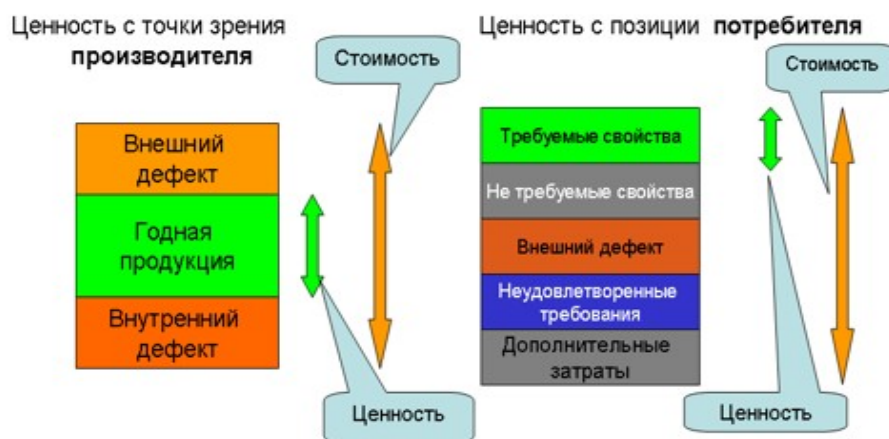 Ценность с точки зрения
производителя
Стоимость
Внешний
дефект
Годная
продукция
Внутренний
дефект
Ценность
Ценность с позиции потребителя
Стоимость
Требуемые свойства
Не требуемые свойства
Внешний дефект
Неудовлетворенные
требования
Дополнительные
затраты
Ценность